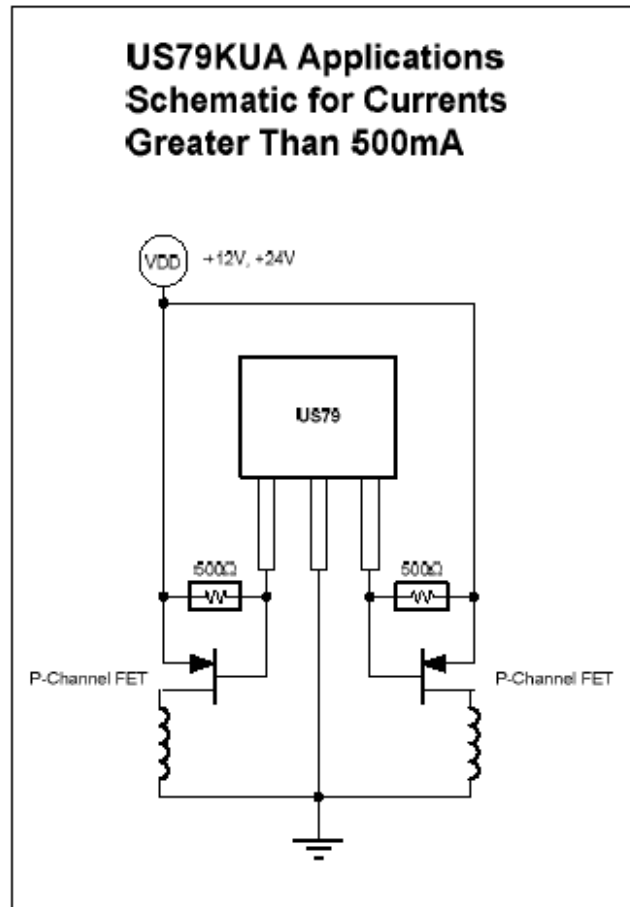 US79KUA Applications
Schematic for Currents
Greater Than 500mA
VDD +12V, +24V
US79
500Ω 500Ω
P-Channel FET P-Channel FET